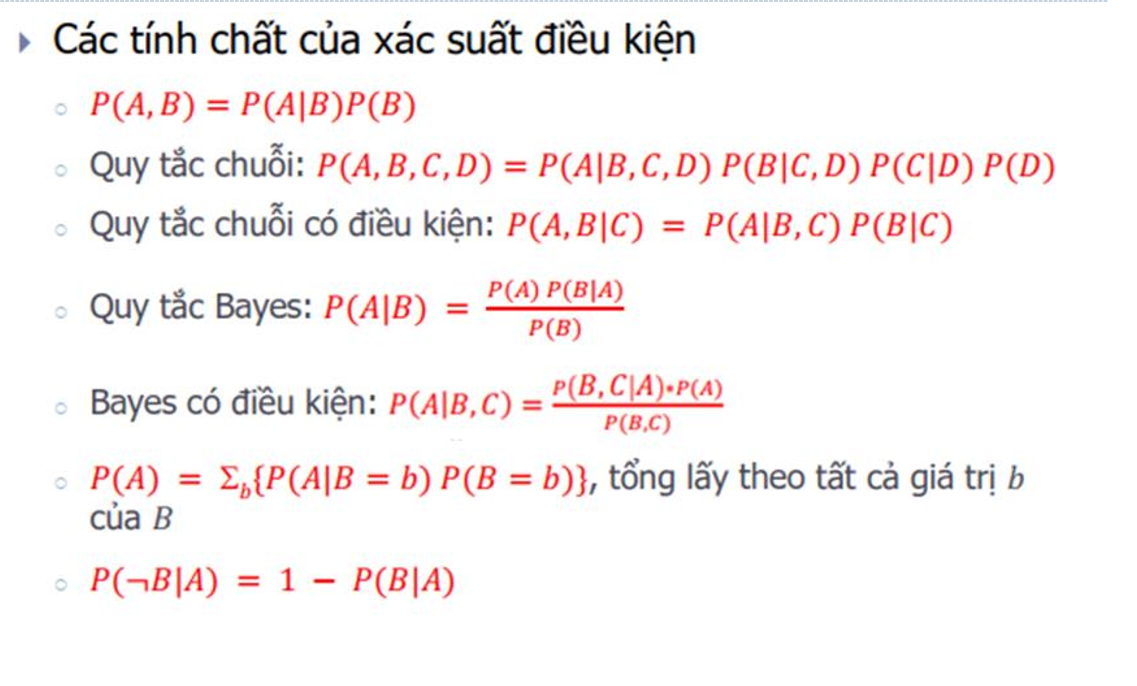 Các tính chất của xác suất điều kiện
P(A, B) = P(A|B)P(B)
Quy tắc chuỗi: P(A, B, C, D) = P(A|B, C, D) P(B|C, D) P(C|D) P(D)
Quy tắc chuỗi có điều kiện: P(A, B|C) = P(A|B, C) P(B|C)
Quy tắc Bayes: P(A|B) = P(A) P(B|A) / P(B)
Bayes có điều kiện: P(A|B, C) = P(B, C|A)*P(A) / P(B,C)
P(A) = Σ_b{P(A|B = b) P(B = b)}, tổng lấy theo tất cả giá trị b
của B
P(¬B|A) = 1 − P(B|A)